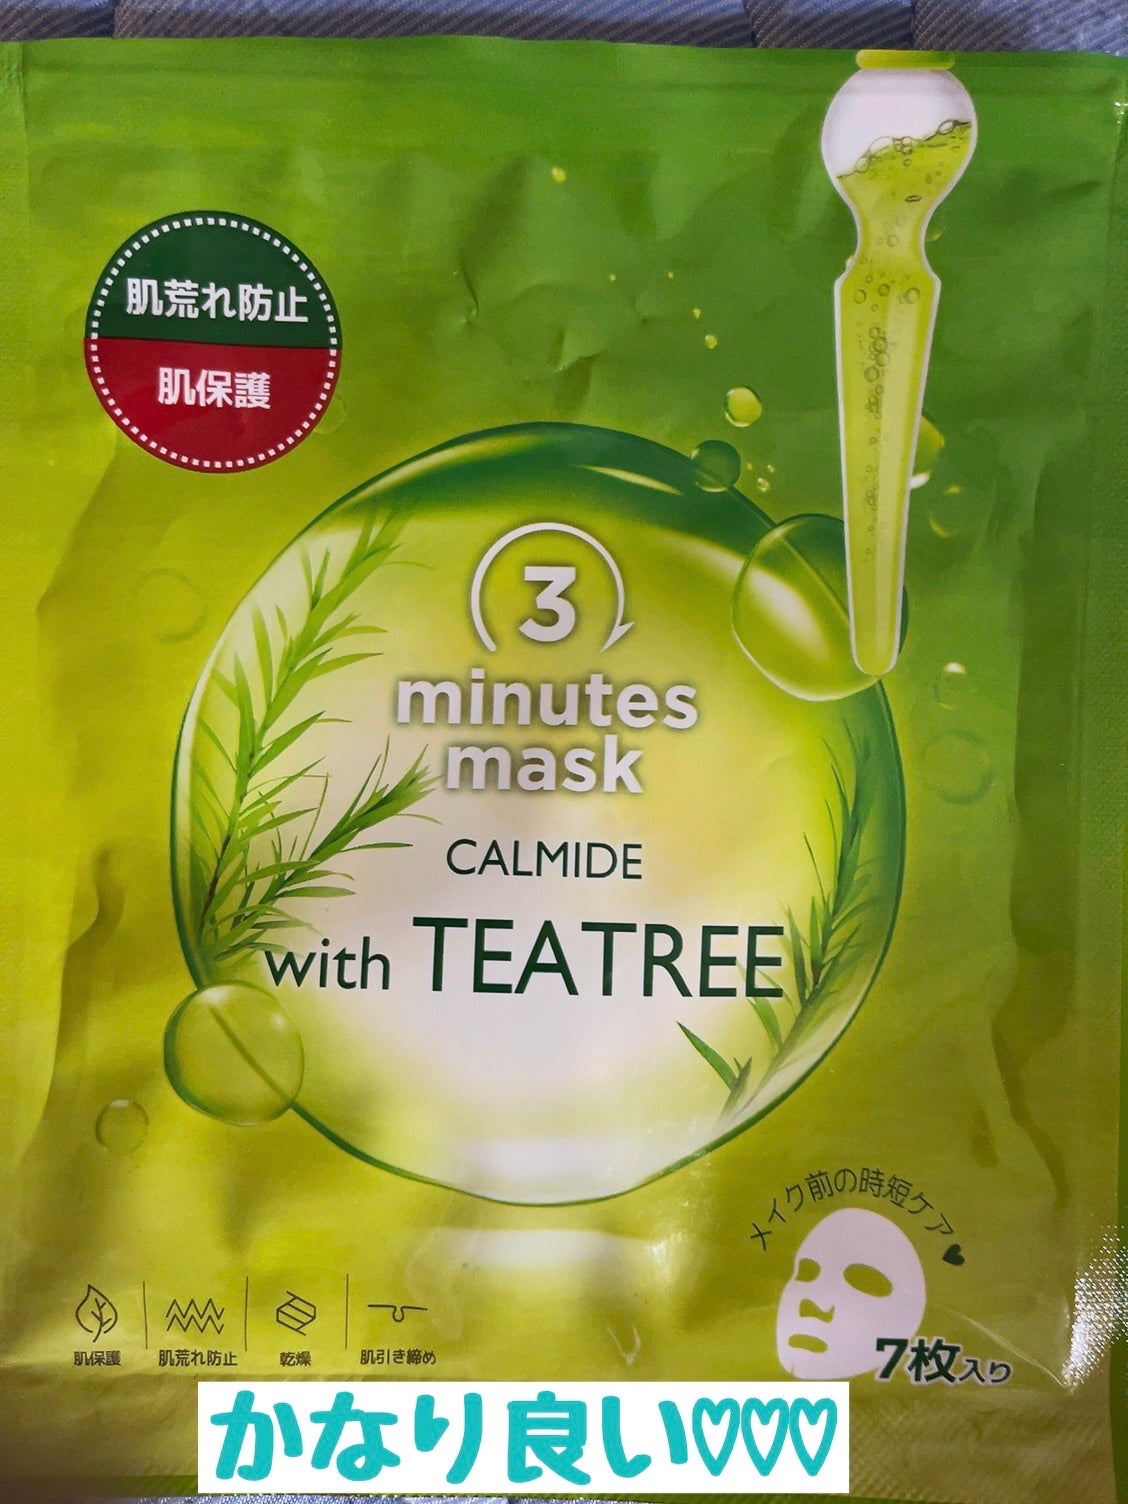 肌荒れ防止
肌保護
3
minutes
mask
CALMIDE
with TEATREE
メイク前の時短ケア♥
7枚入り
肌保護
肌荒れ防止
乾燥
肌引き締め
かなり良い♡♡♡